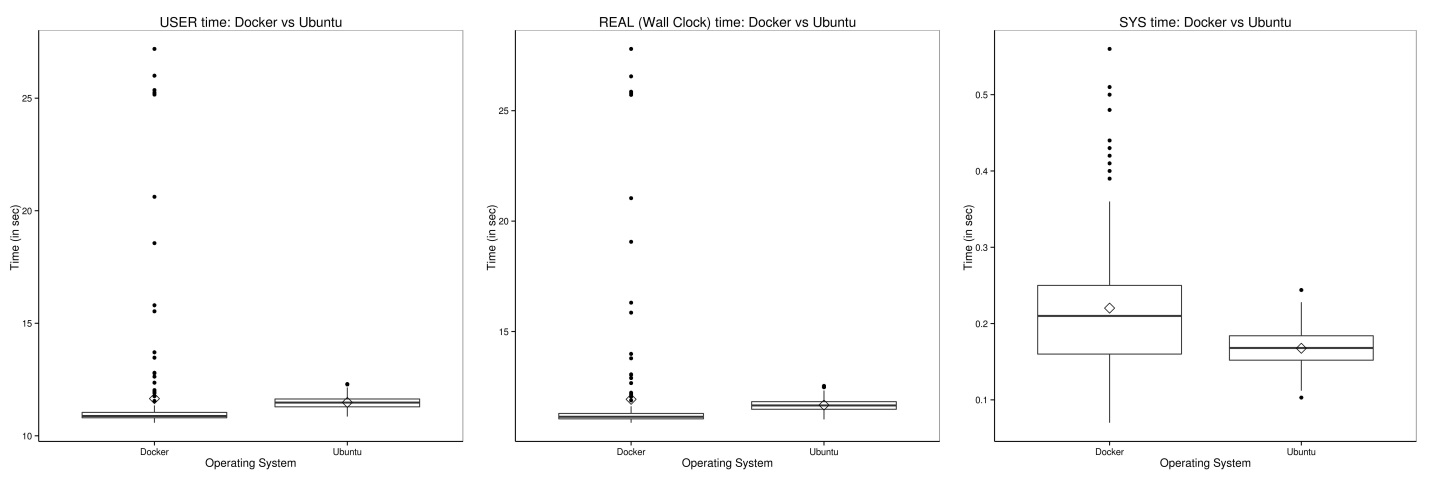 USER time: Docker vs Ubuntu
25
20
15
10
Time (in sec)
Docker
Ubuntu
Operating System
REAL (Wall Clock) time: Docker vs Ubuntu
25
20
15
Time (in sec)
Docker
Ubuntu
Operating System
SYS time: Docker vs Ubuntu
0.5
0.4
0.3
0.2
0.1
Time (in sec)
Docker
Ubuntu
Operating System